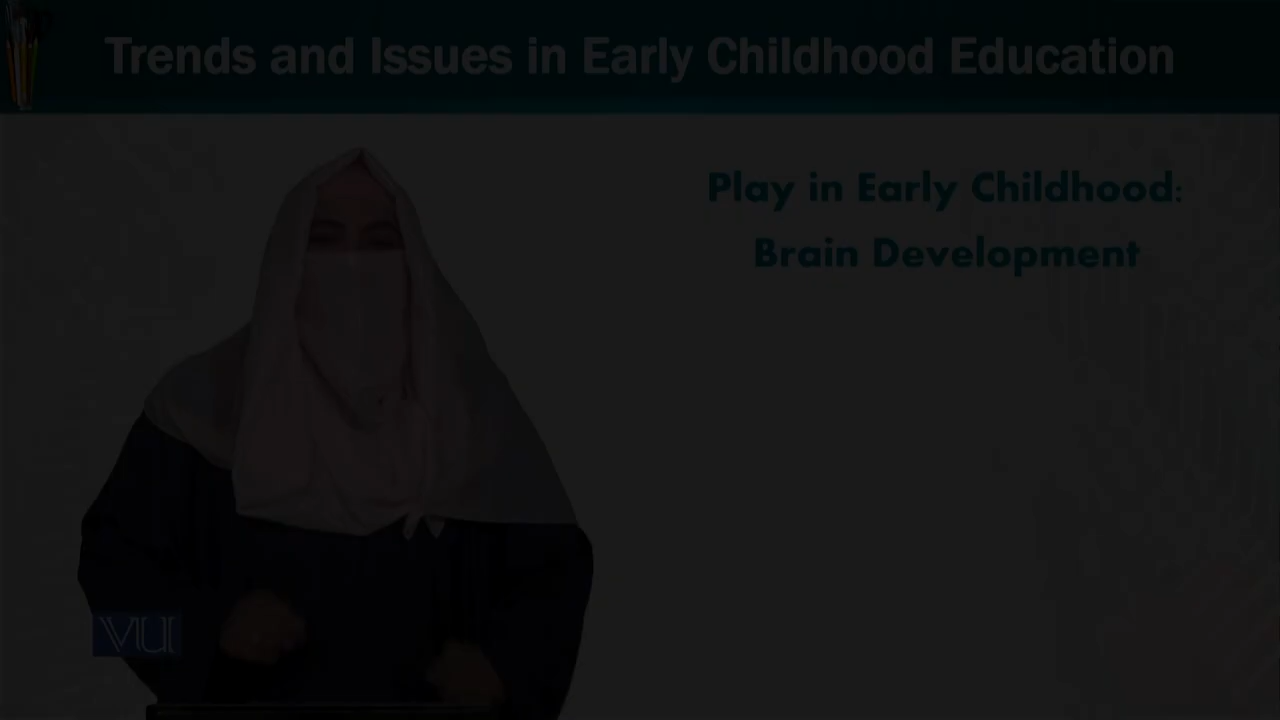 Trends and Issues in Early Childhood Education
Play in Early Childhood:
Brain Development
VU